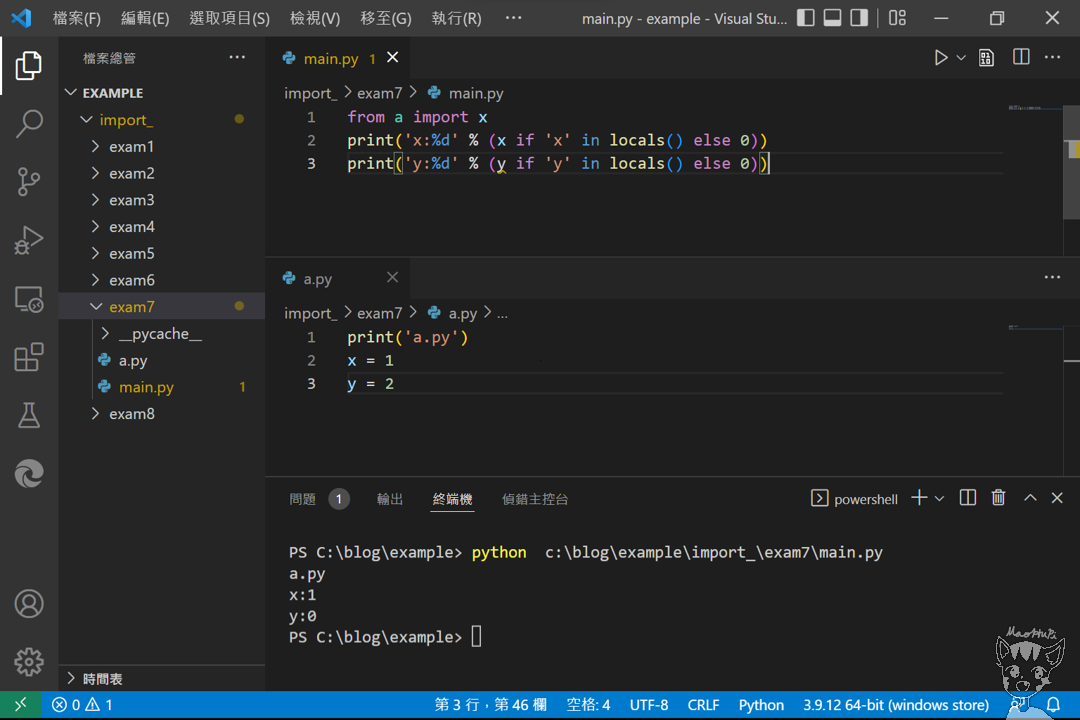 檔案(F) 編輯(E) 選取項目(S) 檢視(V) 移至(G) 執行(R) ··· main.py - example - Visual Stu...
檔案總管 ···
EXAMPLE
import_
exam1
exam2
exam3
exam4
exam5
exam6
exam7
__pycache__
a.py
main.py 1
exam8
時間表
main.py 1
import_ > exam7 > main.py
1 from a import x
2 print('x:%d' % (x if 'x' in locals() else 0))
3 print('y:%d' % (y if 'y' in locals() else 0))
a.py
import_ > exam7 > a.py > ...
1 print('a.py')
2 x = 1
3 y = 2
問題 1 輸出 終端機 偵錯主控台 powershell
PS C:\blog\example> python  c:\blog\example\import_\exam7\main.py
a.py
x:1
y:0
PS C:\blog\example>
MaoHuPi
0 1 第 3 行，第 46 欄 空格: 4 UTF-8 CRLF Python 3.9.12 64-bit (windows store)